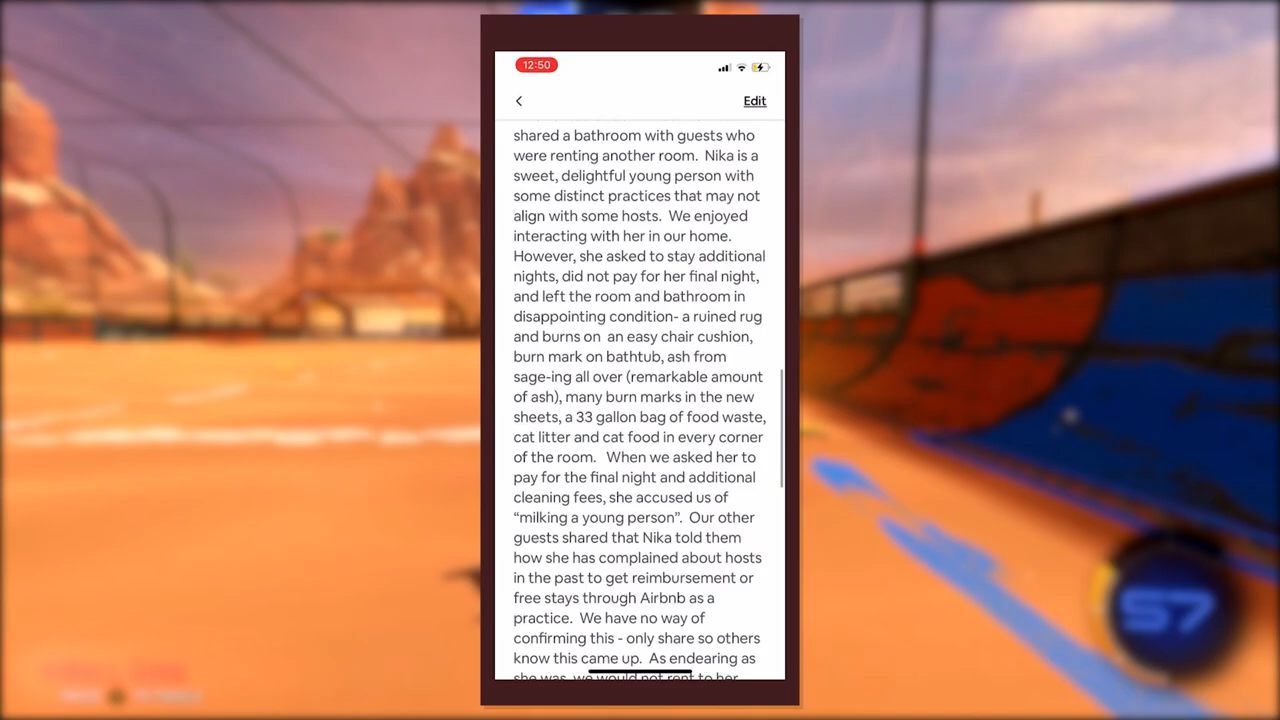 12:50
Edit
shared a bathroom with guests who
were renting another room.  Nika is a
sweet, delightful young person with
some distinct practices that may not
align with some hosts.  We enjoyed
interacting with her in our home.
However, she asked to stay additional
nights, did not pay for her final night,
and left the room and bathroom in
disappointing condition- a ruined rug
and burns on  an easy chair cushion,
burn mark on bathtub, ash from
sage-ing all over (remarkable amount
of ash), many burn marks in the new
sheets, a 33 gallon bag of food waste,
cat litter and cat food in every corner
of the room.   When we asked her to
pay for the final night and additional
cleaning fees, she accused us of
“milking a young person”.  Our other
guests shared that Nika told them
how she has complained about hosts
in the past to get reimbursement or
free stays through Airbnb as a
practice.  We have no way of
confirming this - only share so others
know this came up.  As endearing as
she was, we would not rent to her
57